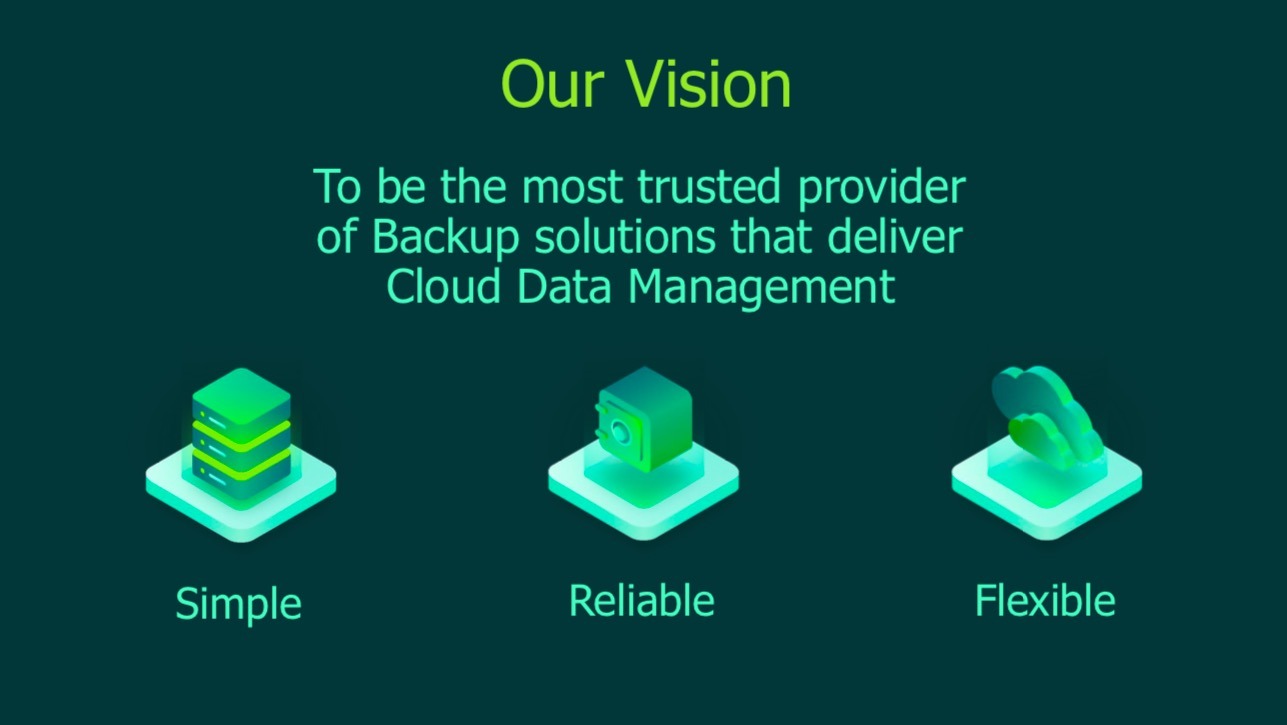 Our Vision
To be the most trusted provider
of Backup solutions that deliver
Cloud Data Management
Simple
Reliable
Flexible